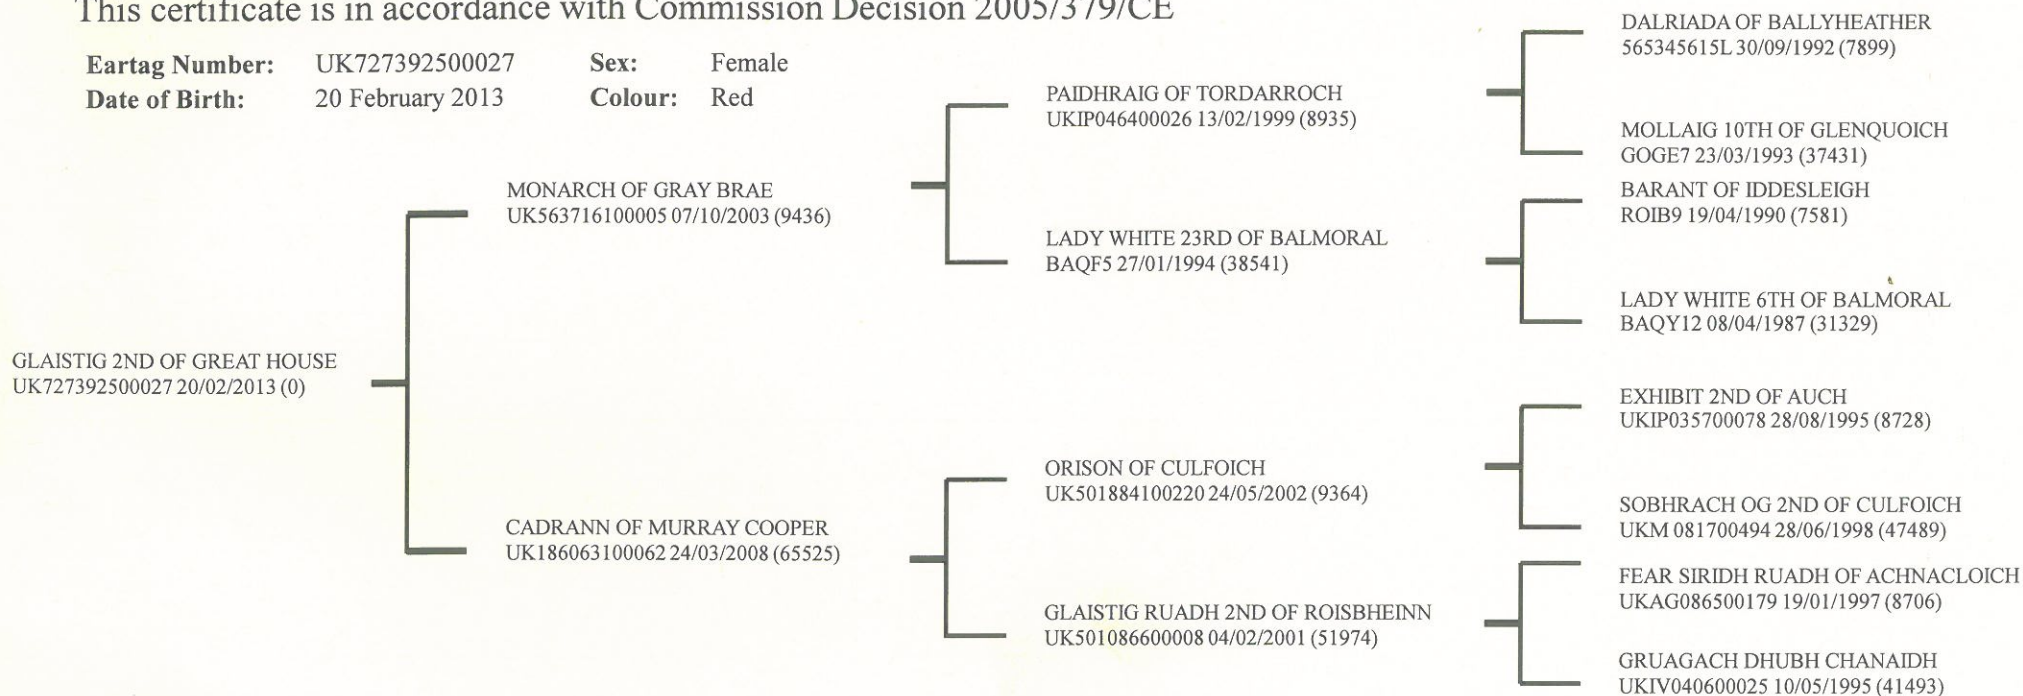 This certificate is in accordance with Commission Decision 2005/379/CE
Eartag Number: UK727392500027 Sex: Female
Date of Birth: 20 February 2013 Colour: Red
GLAISTIG 2ND OF GREAT HOUSE
UK727392500027 20/02/2013 (0)
MONARCH OF GRAY BRAE
UK563716100005 07/10/2003 (9436)
CADRANN OF MURRAY COOPER
UK186063100062 24/03/2008 (65525)
PAIDHRAIG OF TORDARROCH
UKIP046400026 13/02/1999 (8935)
LADY WHITE 23RD OF BALMORAL
BAQF5 27/01/1994 (38541)
ORISON OF CULFOICH
UK501884100220 24/05/2002 (9364)
GLAISTIG RUADH 2ND OF ROISBHEINN
UK501086600008 04/02/2001 (51974)
DALRIADA OF BALLYHEATHER
565345615L 30/09/1992 (7899)
MOLLAIG 10TH OF GLENQUOICH
GOGE7 23/03/1993 (37431)
BARANT OF IDDESLEIGH
ROIB9 19/04/1990 (7581)
LADY WHITE 6TH OF BALMORAL
BAQY12 08/04/1987 (31329)
EXHIBIT 2ND OF AUCH
UKIP035700078 28/08/1995 (8728)
SOBHRACH OG 2ND OF CULFOICH
UKM 081700494 28/06/1998 (47489)
FEAR SIRIDH RUADH OF ACHNACLOICH
UKAG086500179 19/01/1997 (8706)
GRUAGACH DHUBH CHANAIDH
UKIV040600025 10/05/1995 (41493)